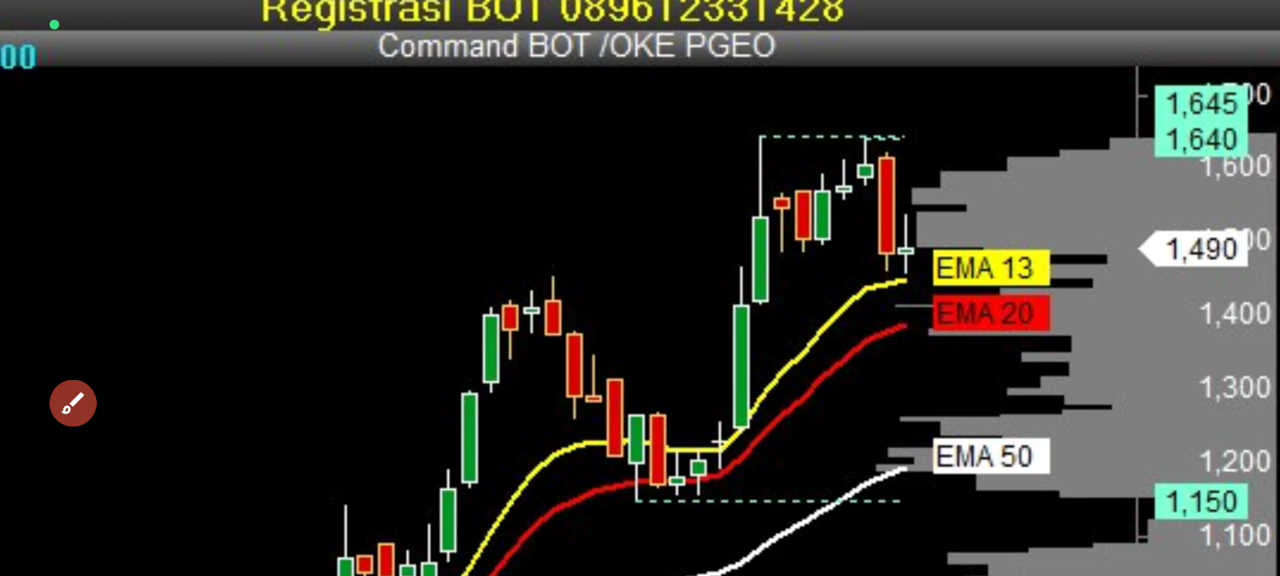 Registrasi BOT 089612331428
00
Command BOT /OKE PGEO
1,645
1,640
1,600
1,490
EMA 13
EMA 20
1,400
1,300
EMA 50
1,200
1,150
1,100